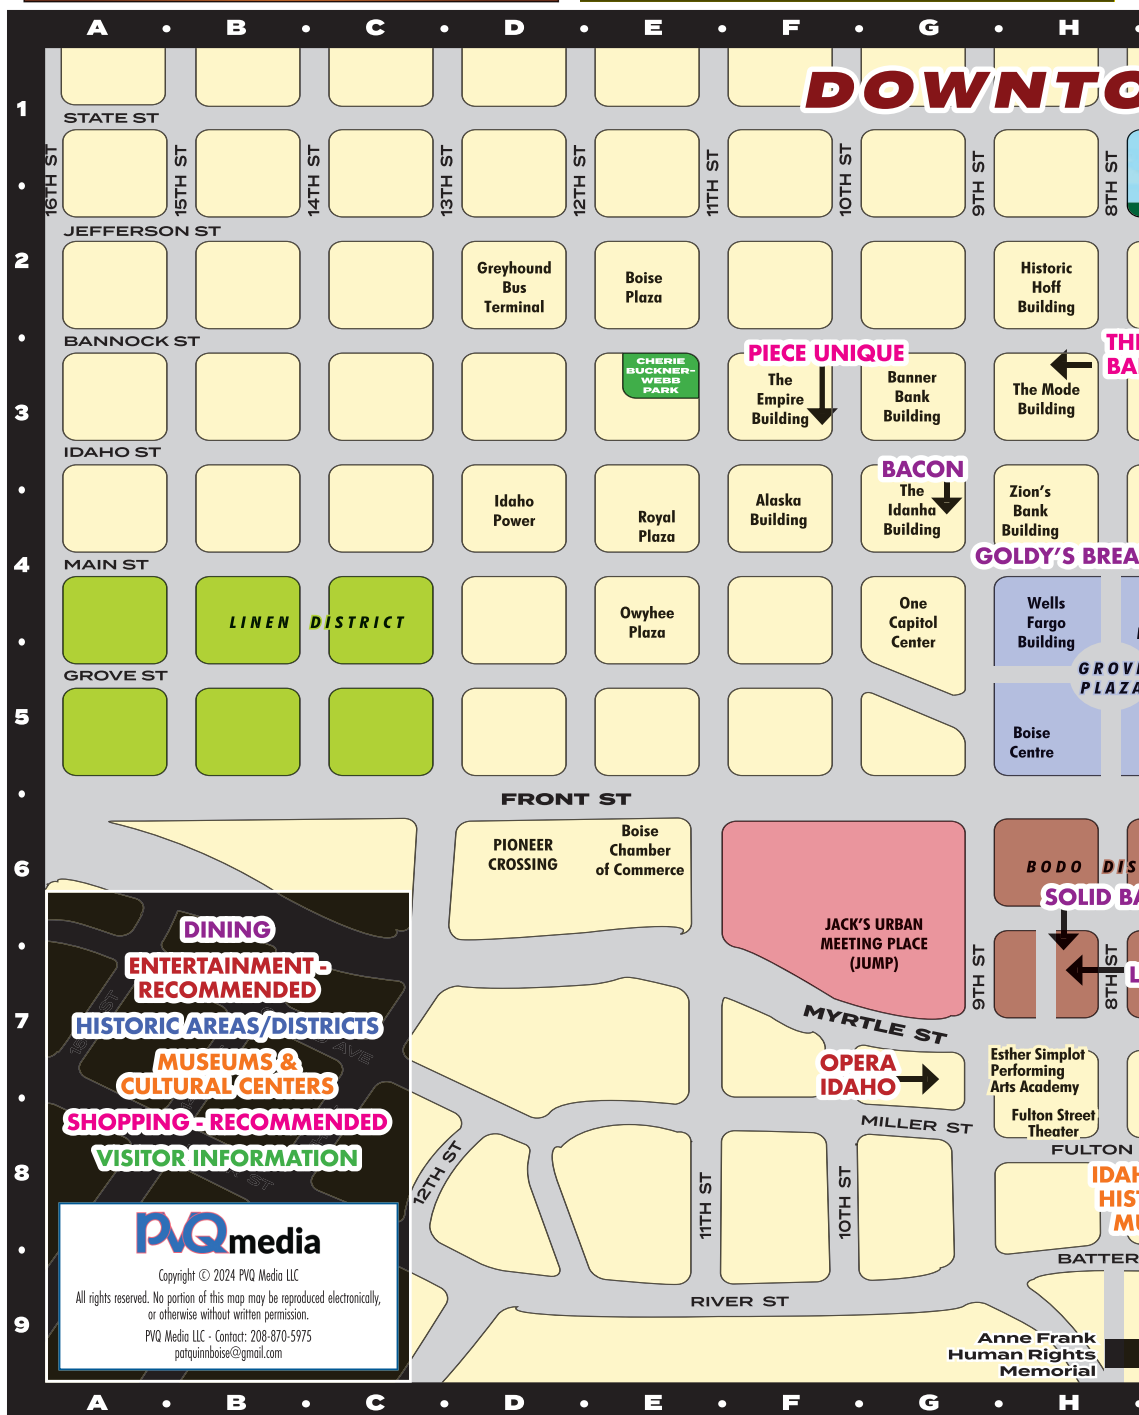 A • B • C • D • E • F • G • H •
DOWNTO
1
STATE ST
16TH ST
15TH ST
14TH ST
13TH ST
12TH ST
11TH ST
10TH ST
9TH ST
8TH ST
•
JEFFERSON ST
2
Greyhound
Bus
Terminal
Boise
Plaza
Historic
Hoff
Building
•
BANNOCK ST
CHERIE
BUCKNER–
WEBB
PARK
PIECE UNIQUE
The
Empire
Building
Banner
Bank
Building
THE
BA
The Mode
Building
3
IDAHO ST
•
Idaho
Power
Royal
Plaza
Alaska
Building
BACON
The
Idanha
Building
Zion's
Bank
Building
GOLDY'S BREA
4
MAIN ST
LINEN DISTRICT
Owyhee
Plaza
One
Capitol
Center
Wells
Fargo
Building
•
GROVE ST
GROVE
PLAZA
5
Boise
Centre
•
FRONT ST
6
PIONEER
CROSSING
Boise
Chamber
of Commerce
JACK'S URBAN
MEETING PLACE
(JUMP)
BODO DIS
SOLID BA
9TH ST
8TH ST
L
•
DINING
ENTERTAINMENT -
RECOMMENDED
HISTORIC AREAS/DISTRICTS
MUSEUMS &
CULTURAL CENTERS
SHOPPING - RECOMMENDED
VISITOR INFORMATION
7
MYRTLE ST
OPERA
IDAHO
Esther Simplot
Performing
Arts Academy
Fulton Street
Theater
•
MILLER ST
FULTON
8
12TH ST
11TH ST
10TH ST
IDAH
HIST
MU
PVQmedia
Copyright © 2024 PVQ Media LLC
All rights reserved. No portion of this map may be reproduced electronically,
or otherwise without written permission.
PVQ Media LLC - Contact: 208-870-5975
patquinnboise@gmail.com
•
BATTER
RIVER ST
9
Anne Frank
Human Rights
Memorial
A • B • C • D • E • F • G • H •